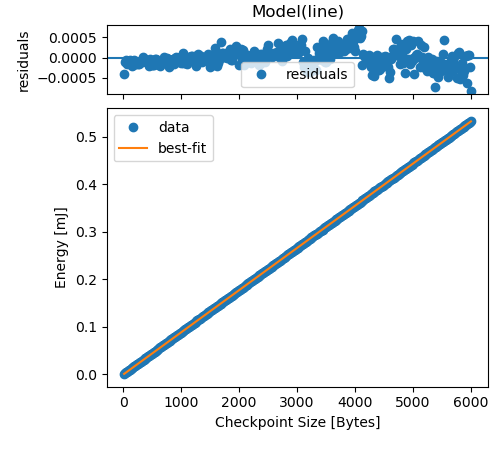 Model(line)
residuals
0.0005
0.0000
−0.0005
residuals
data
best-fit
Energy [mJ]
0.5
0.4
0.3
0.2
0.1
0.0
0 1000 2000 3000 4000 5000 6000
Checkpoint Size [Bytes]